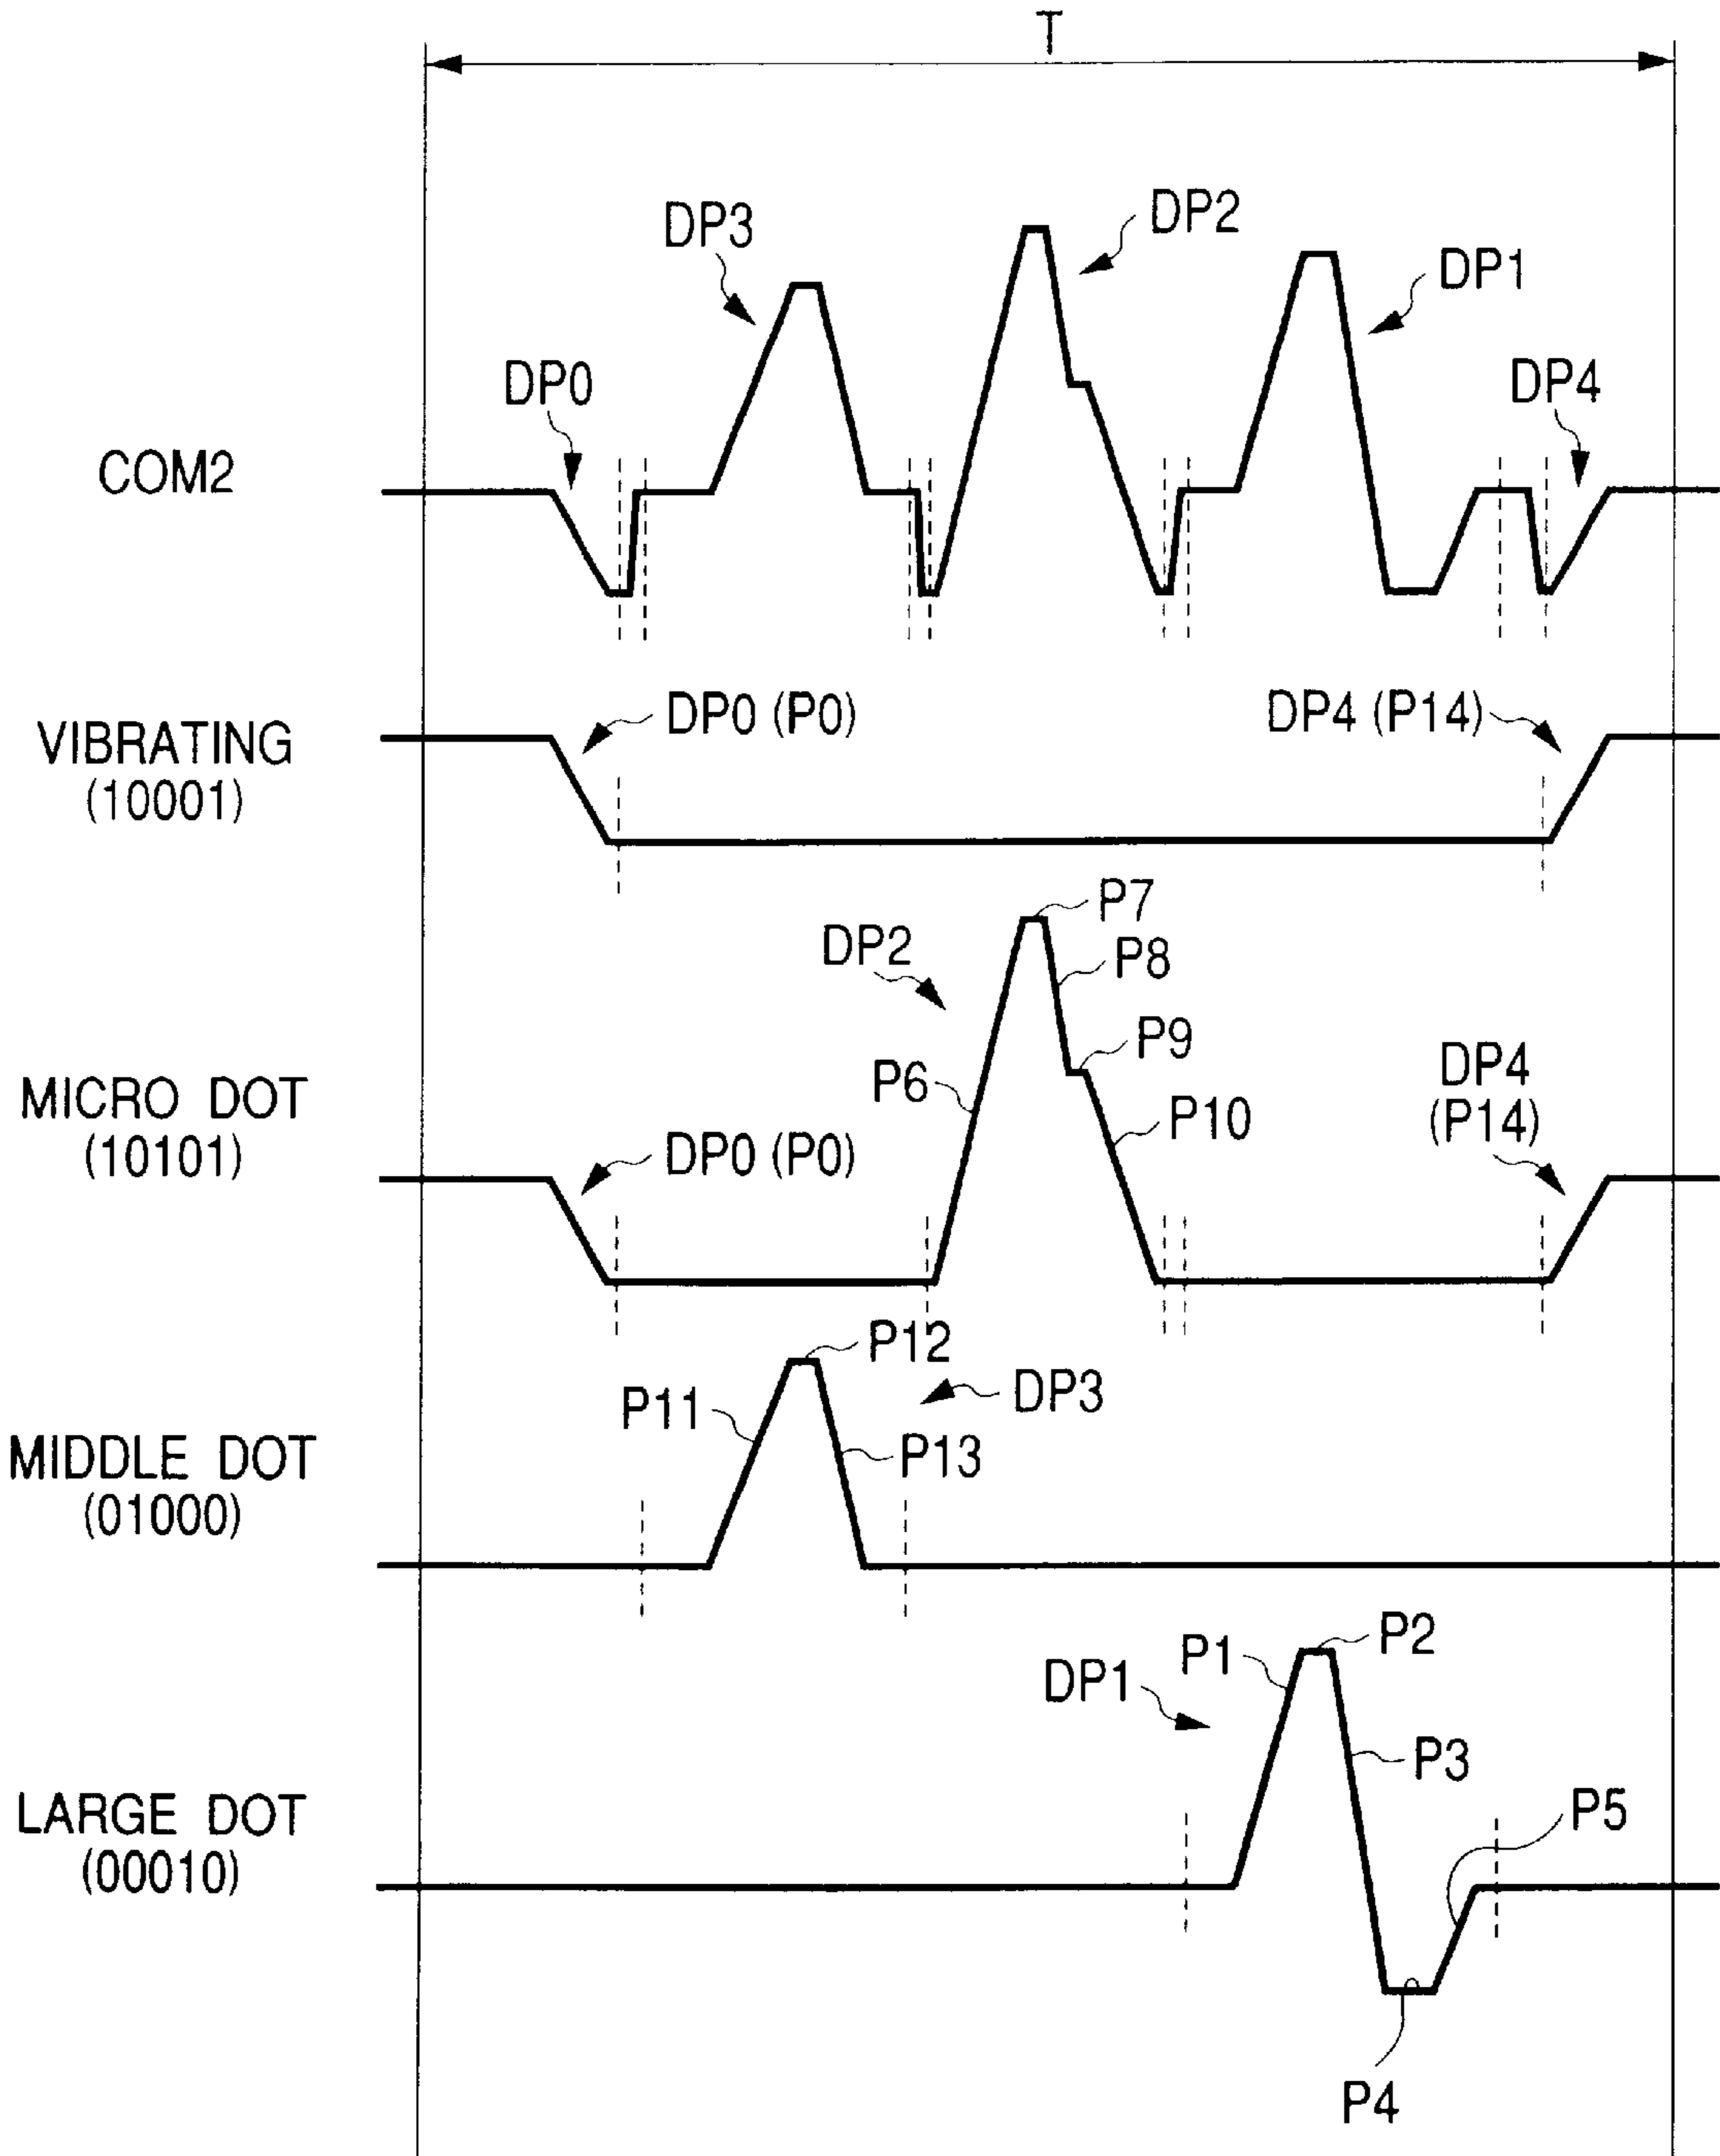 T
DP3
DP2
DP1
DP0
DP4
COM2
VIBRATING
(10001)
DP0 (P0)
DP4 (P14)
P7
DP2
P8
P9
P6
DP4
(P14)
MICRO DOT
(10101)
P10
DP0 (P0)
P12
DP3
P11
P13
MIDDLE DOT
(01000)
P2
P1
DP1
P3
P5
LARGE DOT
(00010)
P4